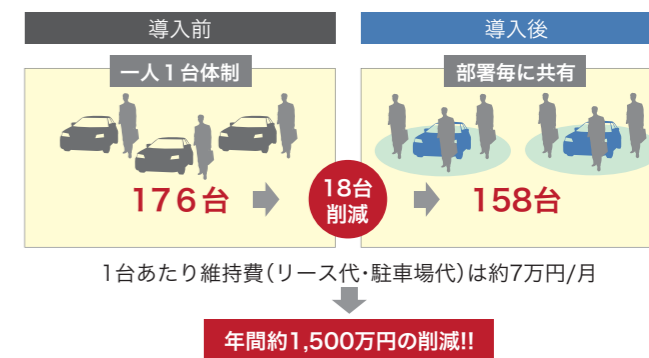 導入前
導入後
一人1台体制
部署毎に共有
176台
18台
削減
158台
1台あたり維持費(リース代・駐車場代)は約7万円/月
年間約1,500万円の削減!!